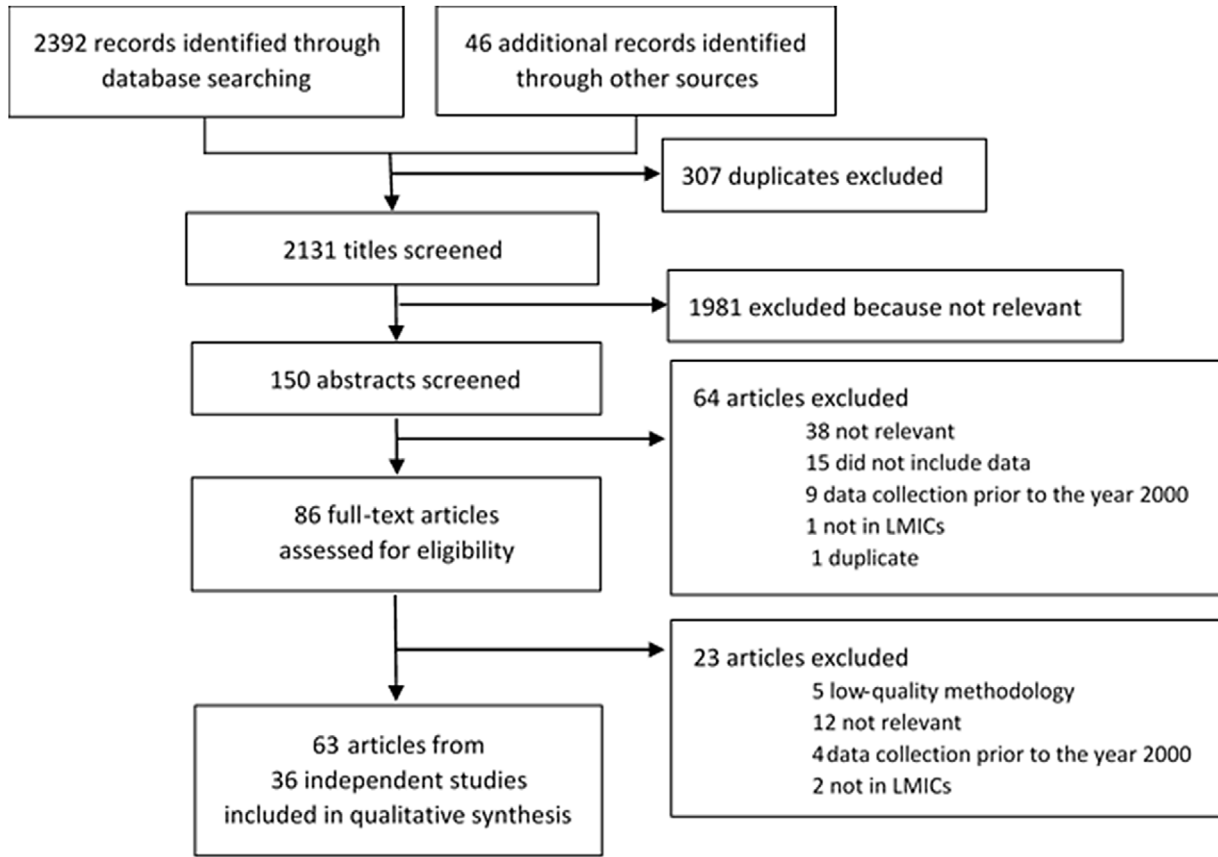 2392 records identified through
database searching
46 additional records identified
through other sources
307 duplicates excluded
2131 titles screened
1981 excluded because not relevant
150 abstracts screened
64 articles excluded
38 not relevant
15 did not include data
9 data collection prior to the year 2000
1 not in LMICs
1 duplicate
86 full-text articles
assessed for eligibility
23 articles excluded
5 low-quality methodology
12 not relevant
4 data collection prior to the year 2000
2 not in LMICs
63 articles from
36 independent studies
included in qualitative synthesis